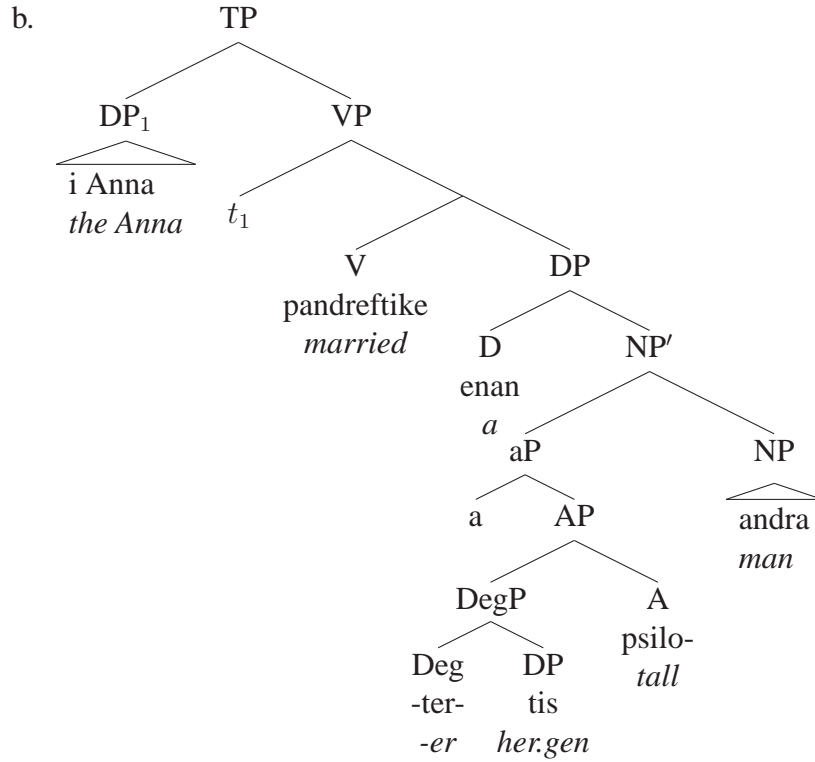 b. TP
DP₁ VP
i Anna
the Anna
t₁
V DP
pandreftike
married
D NP′
enan
a
aP NP
a AP andra
man
DegP A
psilo-
tall
Deg DP
-ter- tis
-er her.gen